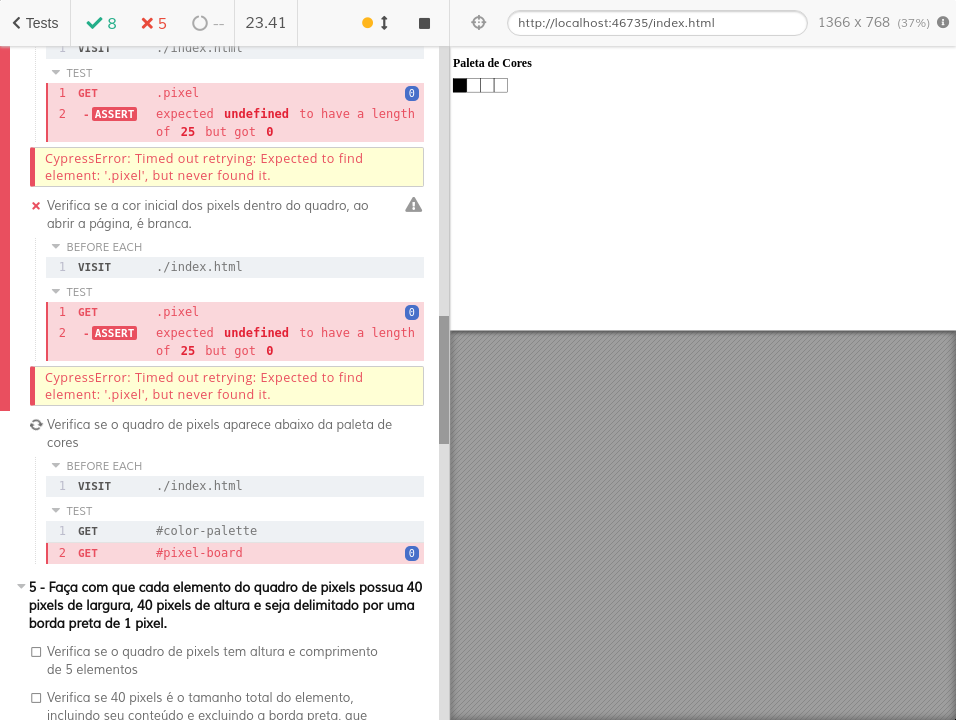 Tests 8 5 -- 23.41 http://localhost:46735/index.html 1366 x 768 (37%)
1 VISIT ./index.html
TEST
1 GET .pixel 0
2 -ASSERT expected undefined to have a length
of 25 but got 0
CypressError: Timed out retrying: Expected to find
element: '.pixel', but never found it.
Verifica se a cor inicial dos pixels dentro do quadro, ao
abrir a página, é branca.
BEFORE EACH
1 VISIT ./index.html
TEST
1 GET .pixel 0
2 -ASSERT expected undefined to have a length
of 25 but got 0
CypressError: Timed out retrying: Expected to find
element: '.pixel', but never found it.
Verifica se o quadro de pixels aparece abaixo da paleta de
cores
BEFORE EACH
1 VISIT ./index.html
TEST
1 GET #color-palette
2 GET #pixel-board 0
5 - Faça com que cada elemento do quadro de pixels possua 40
pixels de largura, 40 pixels de altura e seja delimitado por uma
borda preta de 1 pixel.
Verifica se o quadro de pixels tem altura e comprimento
de 5 elementos
Verifica se 40 pixels é o tamanho total do elemento,
incluindo seu conteúdo e excluindo a borda preta, que
Paleta de Cores